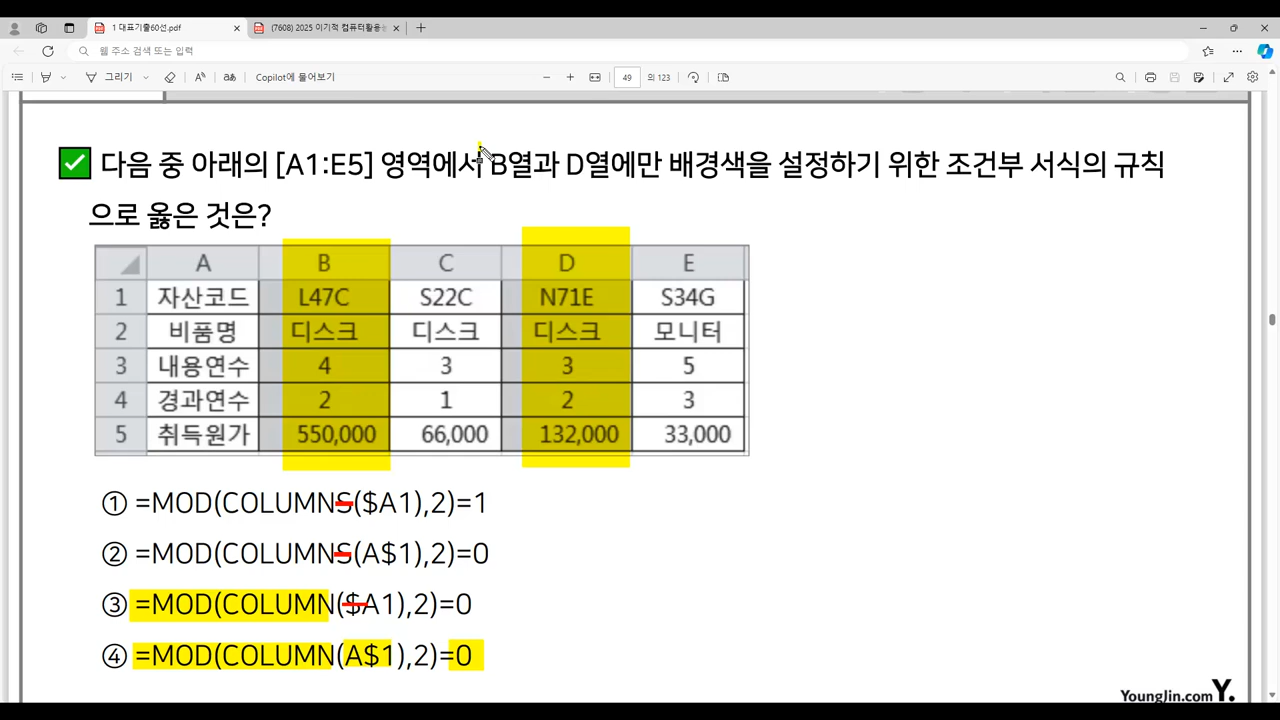 1 대표기출60선.pdf
(7608) 2025 이기적 컴퓨터활용능
웹 주소 검색 또는 입력
그리기
Copilot에 물어보기
49 의 123
다음 중 아래의 [A1:E5] 영역에서 B열과 D열에만 배경색을 설정하기 위한 조건부 서식의 규칙
으로 옳은 것은?
A B C D E
1 자산코드 L47C S22C N71E S34G
2 비품명 디스크 디스크 디스크 모니터
3 내용연수 4 3 3 5
4 경과연수 2 1 2 3
5 취득원가 550,000 66,000 132,000 33,000
① =MOD(COLUMNS($A1),2)=1
② =MOD(COLUMNS(A$1),2)=0
③ =MOD(COLUMN($A1),2)=0
④ =MOD(COLUMN(A$1),2)=0
YoungJin.com Y.